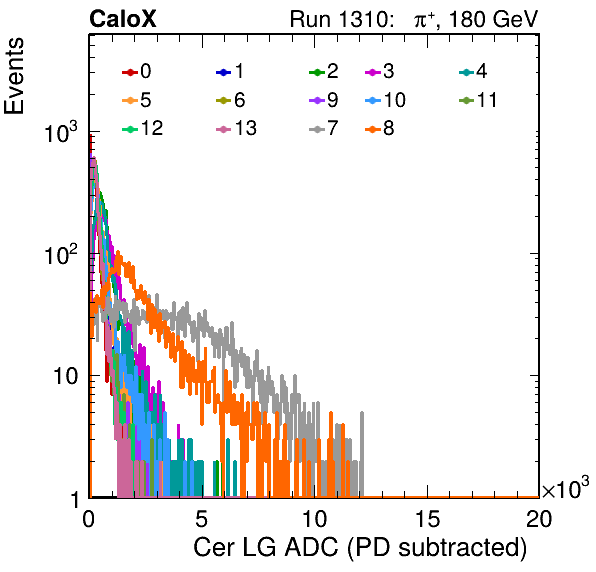 CaloX Run 1310: π+, 180 GeV
Events
0 1 2 3 4
5 6 9 10 11
12 13 7 8
10³
10²
10
1
0 5 10 15 20
×10³
Cer LG ADC (PD subtracted)